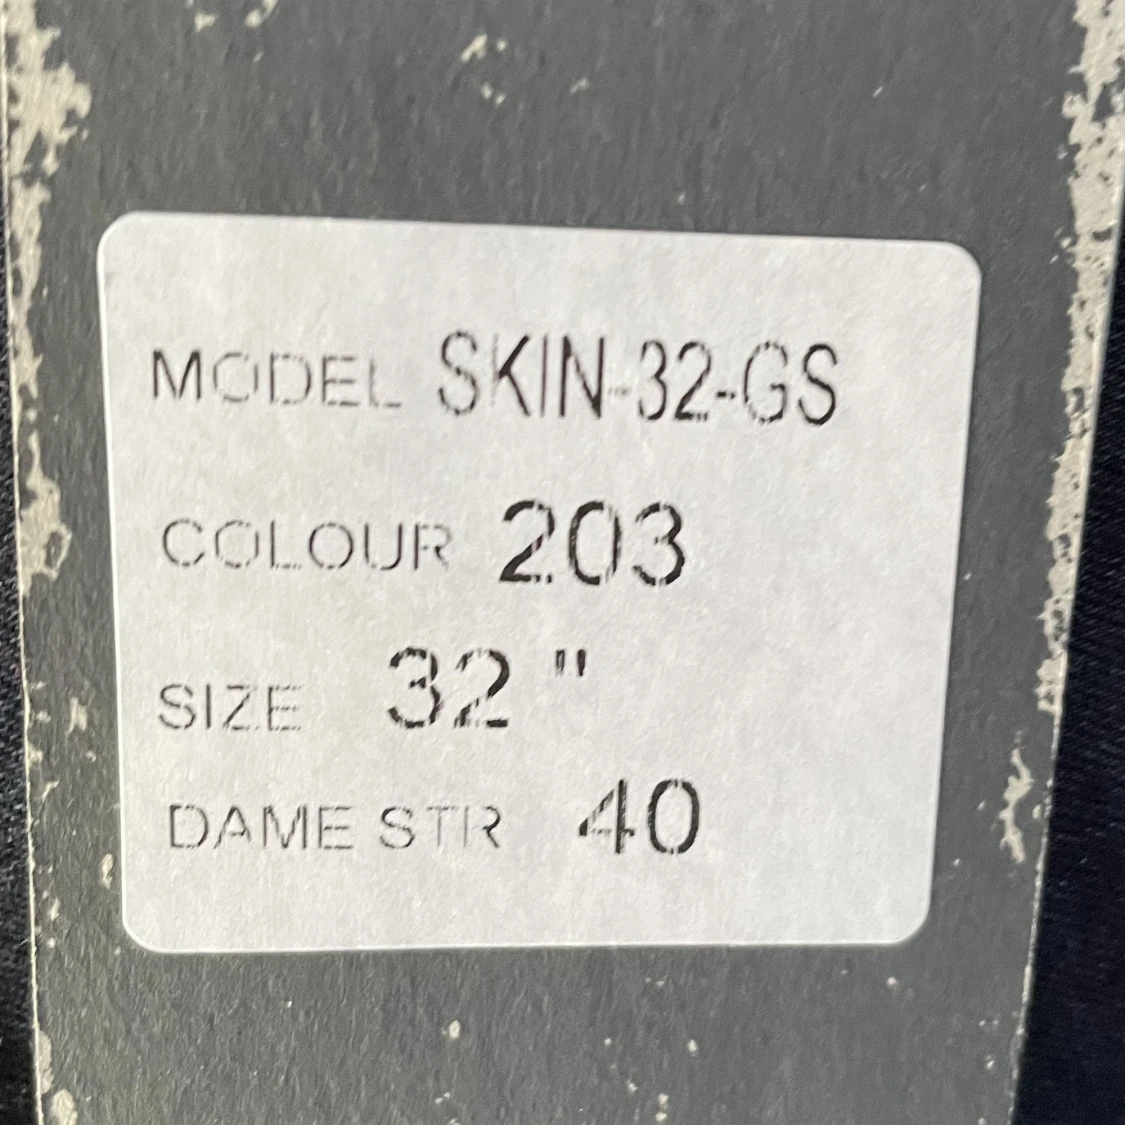 MODEL SKIN-32-GS
COLOUR 203
SIZE 32 "
DAME STR 40